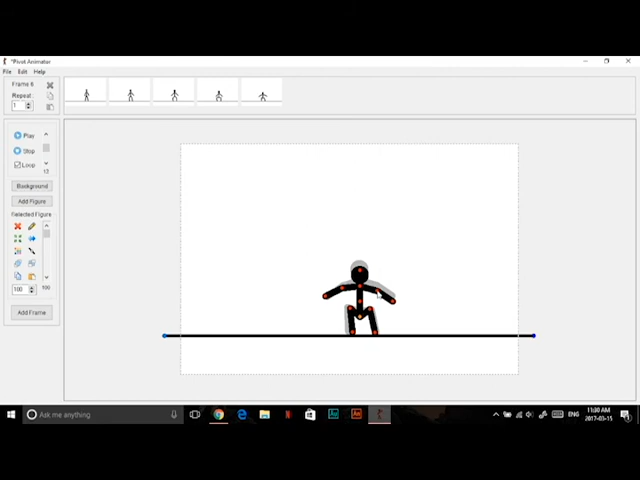 *Pivot Animator
File Edit Help
Frame 6
Repeat:
1
Play
Stop
Loop
12
Background
Add Figure
Selected Figure
100
100
Add Frame
Ask me anything
ENG
11:30 AM
2017-03-15